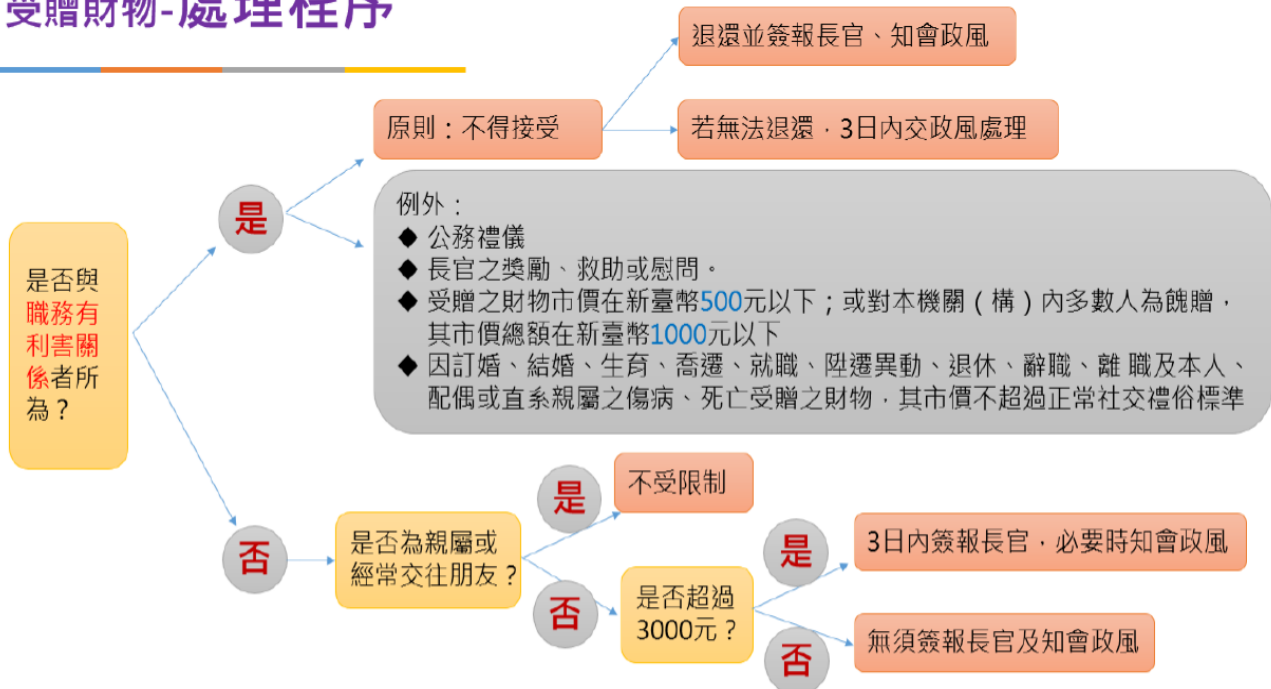 受贈財物-處理程序
退還並簽報長官、知會政風
原則：不得接受
若無法退還，3日內交政風處理
是
例外：
◆ 公務禮儀
◆ 長官之獎勵、救助或慰問。
◆ 受贈之財物市價在新臺幣500元以下；或對本機關（構）內多數人為餽贈，
其市價總額在新臺幣1000元以下
◆ 因訂婚、結婚、生育、喬遷、就職、陞遷異動、退休、辭職、離 職及本人、
配偶或直系親屬之傷病、死亡受贈之財物，其市價不超過正常社交禮俗標準
是否與
職務有
利害關
係者所
為？
否
是否為親屬或
經常交往朋友？
是
不受限制
否
是否超過
3000元？
是
3日內簽報長官，必要時知會政風
否
無須簽報長官及知會政風